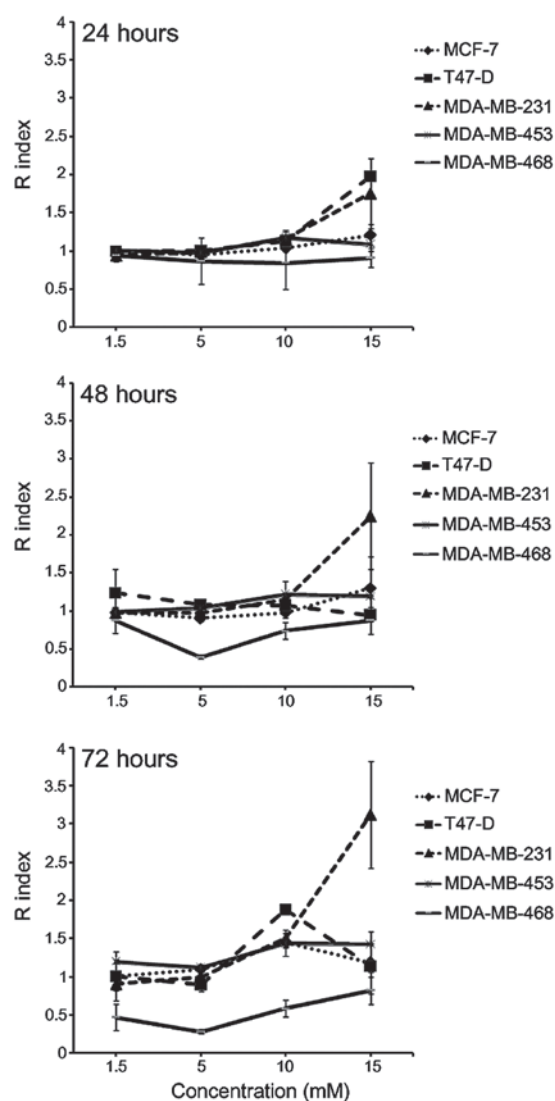 24 hours
R index
4
3.5
3
2.5
2
1.5
1
0.5
0
1.5 5 10 15
MCF-7
T47-D
MDA-MB-231
MDA-MB-453
MDA-MB-468
48 hours
R index
4
3.5
3
2.5
2
1.5
1
0.5
0
1.5 5 10 15
MCF-7
T47-D
MDA-MB-231
MDA-MB-453
MDA-MB-468
72 hours
R index
4
3.5
3
2.5
2
1.5
1
0.5
0
1.5 5 10 15
Concentration (mM)
MCF-7
T47-D
MDA-MB-231
MDA-MB-453
MDA-MB-468